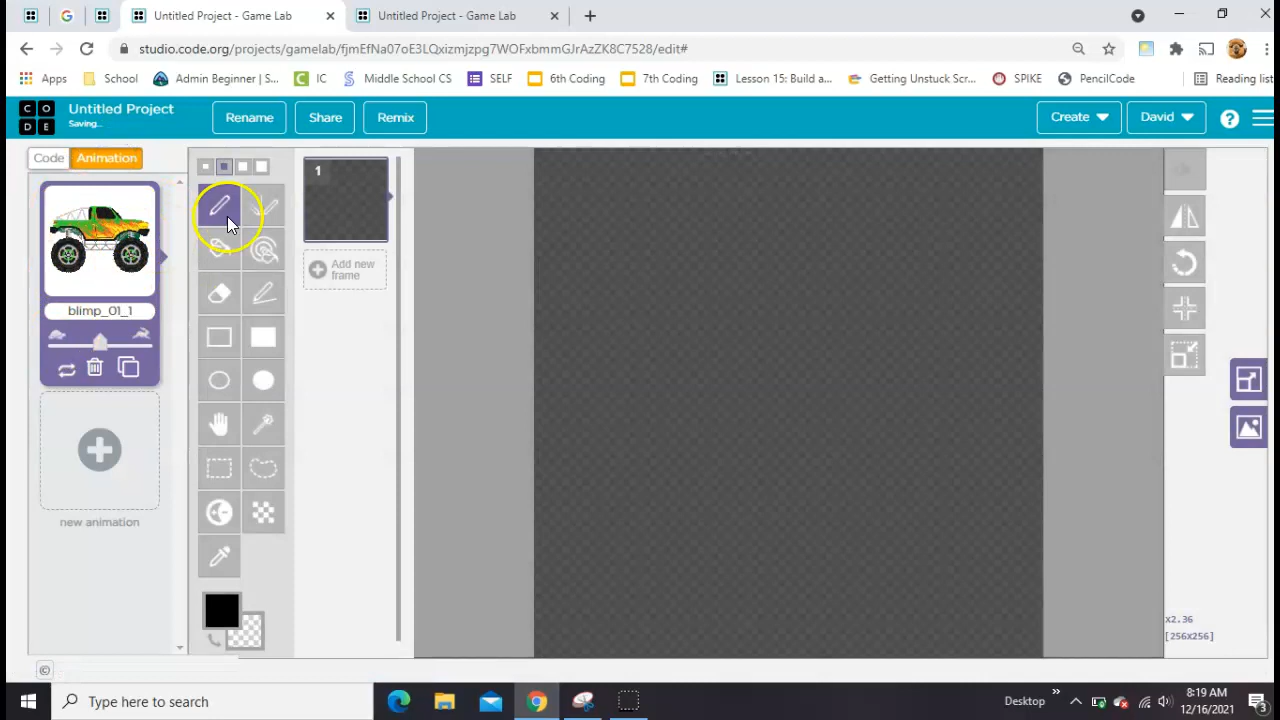 Untitled Project - Game Lab
Untitled Project - Game Lab
studio.code.org/projects/gamelab/fjmEfNa07oE3LQxizmjzpg7WOFxbmmGJrAzZK8C7528/edit#
Apps
School
Admin Beginner | S...
IC
Middle School CS
SELF
6th Coding
7th Coding
Lesson 15: Build a...
Getting Unstuck Scr...
SPIKE
PencilCode
Reading list
C O
D E
Untitled Project
Saving...
Rename
Share
Remix
Create
David
?
Code
Animation
1
Add new
frame
blimp_01_1
new animation
x2.36
[256x256]
©
Type here to search
Desktop
8:19 AM
12/16/2021
3